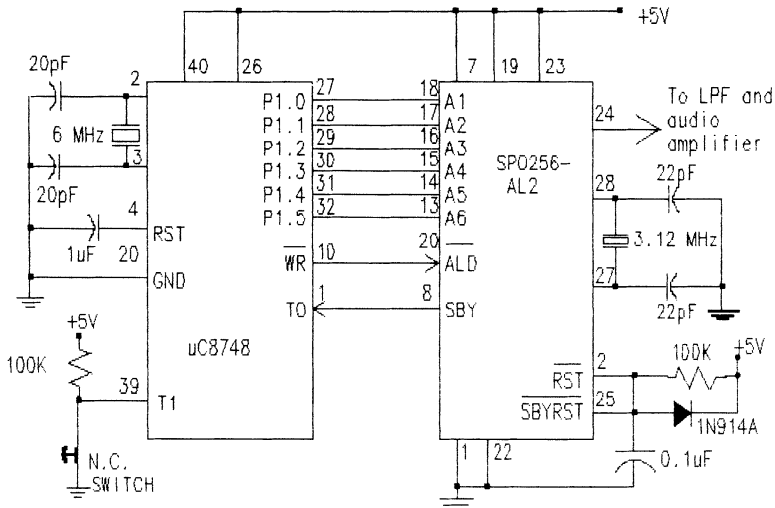 +5V
40 26
7 19 23
20pF
2
6 MHz
3
20pF
4
RST
1uF
20
GND
+5V
100K
39
T1
N.C.
SWITCH
uC8748
P1.0 27
P1.1 28
P1.2 29
P1.3 30
P1.4 31
P1.5 32
WR 10
TO 1
18 A1
17 A2
16 A3
15 A4
14 A5
13 A6
20 ALD
8 SBY
SPO256-
AL2
24
To LPF and
audio
amplifier
28
22pF
3.12 MHz
27
22pF
RST 2
100K
+5V
SBYRST 25
1N914A
0.1uF
1 22